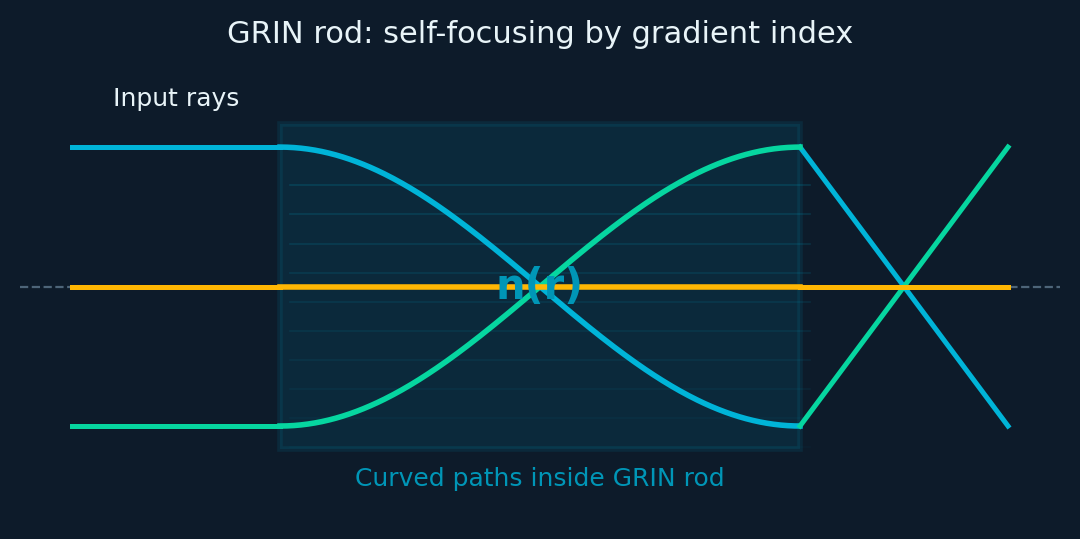 GRIN rod: self-focusing by gradient index
Input rays
n(r)
Curved paths inside GRIN rod